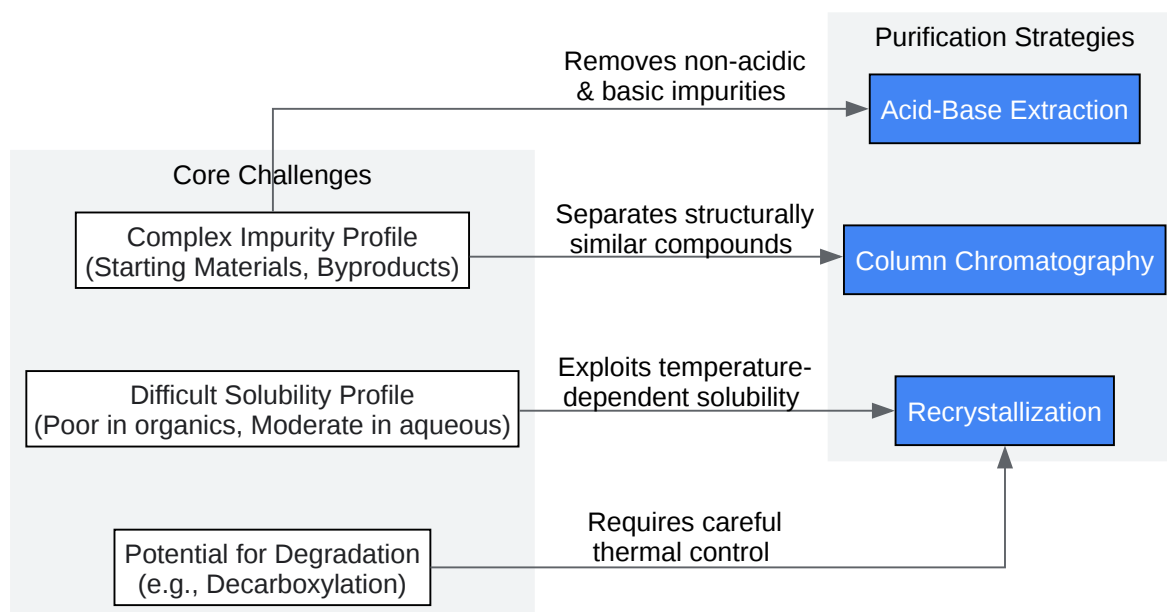 Purification Strategies
Removes non-acidic
& basic impurities
Acid-Base Extraction
Core Challenges
Complex Impurity Profile
(Starting Materials, Byproducts)
Separates structurally
similar compounds
Column Chromatography
Difficult Solubility Profile
(Poor in organics, Moderate in aqueous)
Exploits temperature-
dependent solubility
Recrystallization
Potential for Degradation
(e.g., Decarboxylation)
Requires careful
thermal control